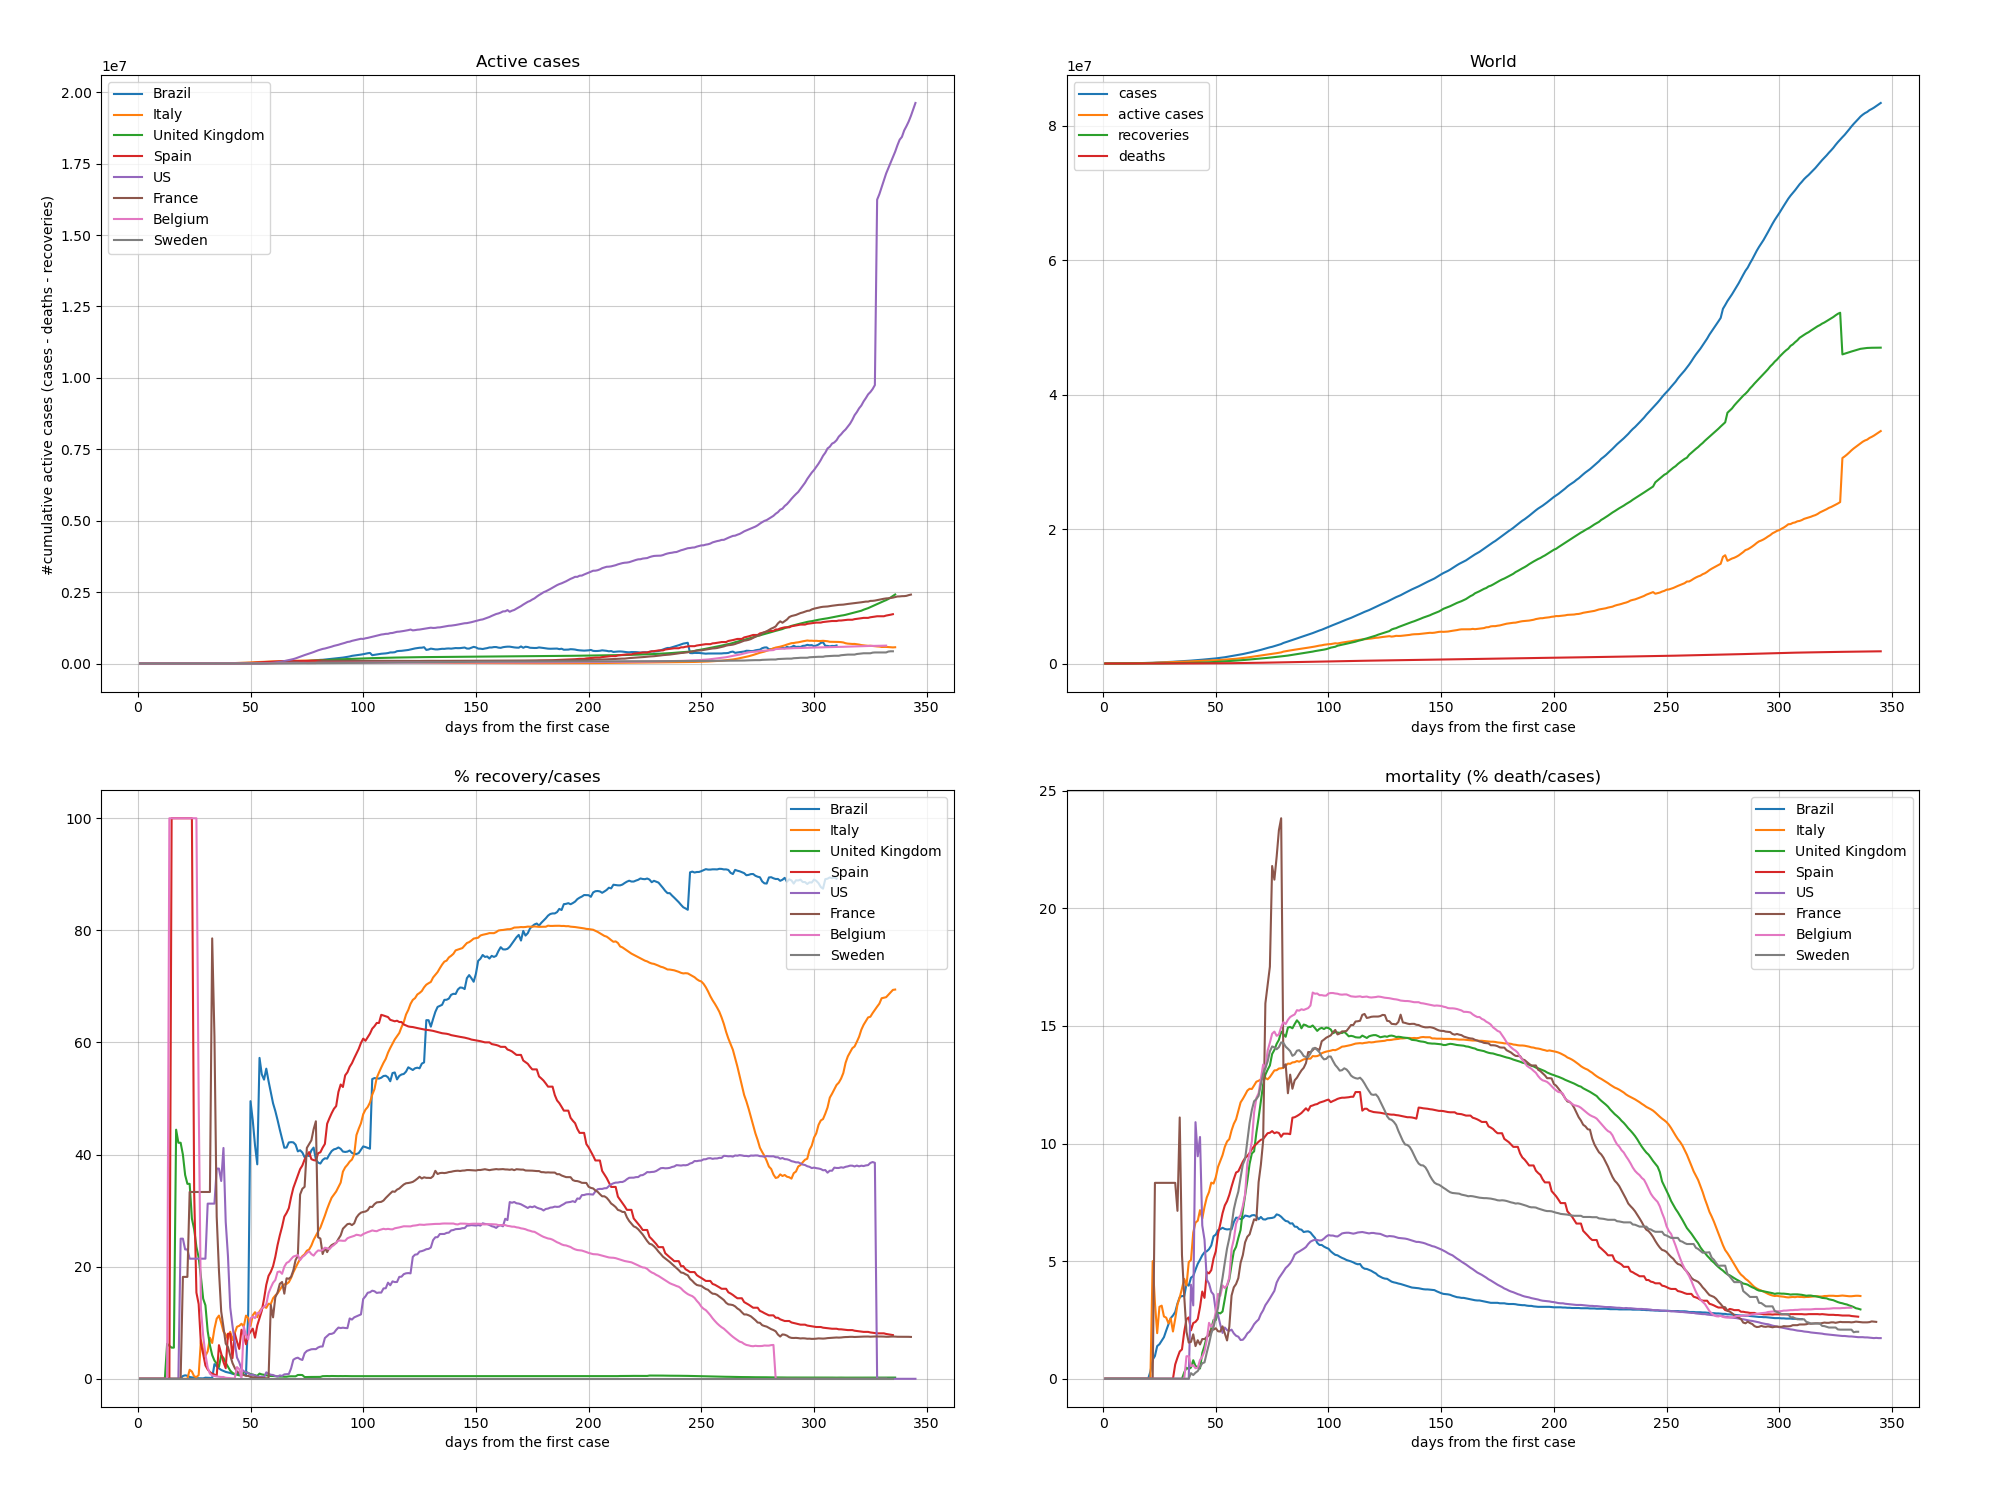 Active cases
1e7
2.00
1.75
1.50
1.25
1.00
0.75
0.50
0.25
0.00
#cumulative active cases (cases - deaths - recoveries)
Brazil
Italy
United Kingdom
Spain
US
France
Belgium
Sweden
0 50 100 150 200 250 300 350
days from the first case
World
1e7
8
6
4
2
0
cases
active cases
recoveries
deaths
0 50 100 150 200 250 300 350
days from the first case
% recovery/cases
100
80
60
40
20
0
Brazil
Italy
United Kingdom
Spain
US
France
Belgium
Sweden
0 50 100 150 200 250 300 350
days from the first case
mortality (% death/cases)
25
20
15
10
5
0
Brazil
Italy
United Kingdom
Spain
US
France
Belgium
Sweden
0 50 100 150 200 250 300 350
days from the first case